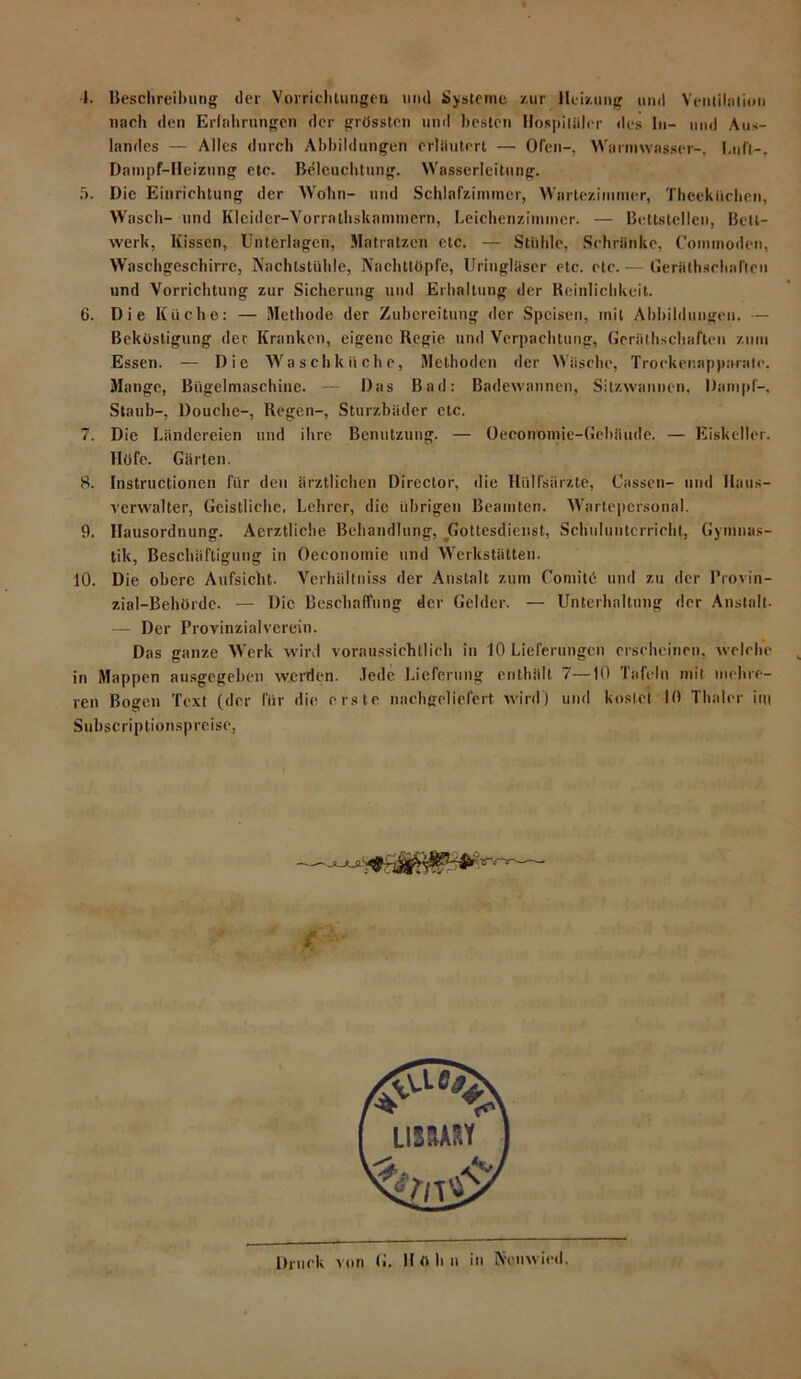 4. Beschreibung der Vorrichtungen und Systeme zur Heizung und Ventilation
nach den Erfahrungen der grössten und besten Hospitäler des In- und Aus-
landes — Alles durch Abbildungen erläutert — Ofen-, Warmwasser-, Luft-,
Dampf-Heizung etc. Beleuchtung. Wasserleitung.
5. Die Einrichtung der Wohn- und Schlafzimmer, Wartezimmer, Theeküchen,
Wasch- und Kleider-Vorrathskammern, Leichenzimmer. — Bettstellen, Bett-
werk, Kissen, Unterlagen, Matratzen etc. — Stühle, Schränke, Commoden,
Waschgeschirre, Nachtstühle, Nachttöpfe, Uringläser etc. etc. — Geräthschaften
und Vorrichtung zur Sicherung und Erhaltung der Reinlichkeit.
6. Die Küche: — Methode der Zubereitung der Speisen, mit Abbildungen. —
Beköstigung der Kranken, eigene Regie und Verpachtung, Geräthschaften zum
Essen. — Die Waschküche, Methoden der Wäsche, Trockenapparate.
Mange, Bügelmaschine. — Das Bad: Badewannen, Sitzwannen, Dampf-,
Staub-, Douche-, Regen-, Sturzbäder etc.
7. Die Ländereien und ihre Benutzung. — Oeconomie-Gebäude. — Eiskeller.
Höfe. Gärten.
8. Instructionen für den ärztlichen Director, die Hülfsärzte, Cassen- und Haus-
verwalter, Geistliche, Lehrer, die übrigen Beamten. Wartepersonal.
9. Hausordnung. Aerztliche Behandlung, Gottesdienst, Schulunterricht, Gymnas-
tik, Beschäftigung in Oeconomie und Werkstätten.
10. Die obere Aufsicht. Verhältniss der Anstalt zum Comité und zu der Provin-
zial-Behörde. — Die Beschaffung der Gelder. — Unterhaltung der Anstalt.
— Der Provinzialverein.
Das ganze Werk wird voraussichtlich in 10 Lieferungen erscheinen, welche
in Mappen ausgegeben werden. Jede Lieferung enthält 7—10 Tafeln mit mehre-
ren Bogen Text (der für die erste nachgeliefert wird) und kostet 10 Thaler im
Subscriptionspreise.
LIBRARY
Druck von G. Höhn in Neuwied.